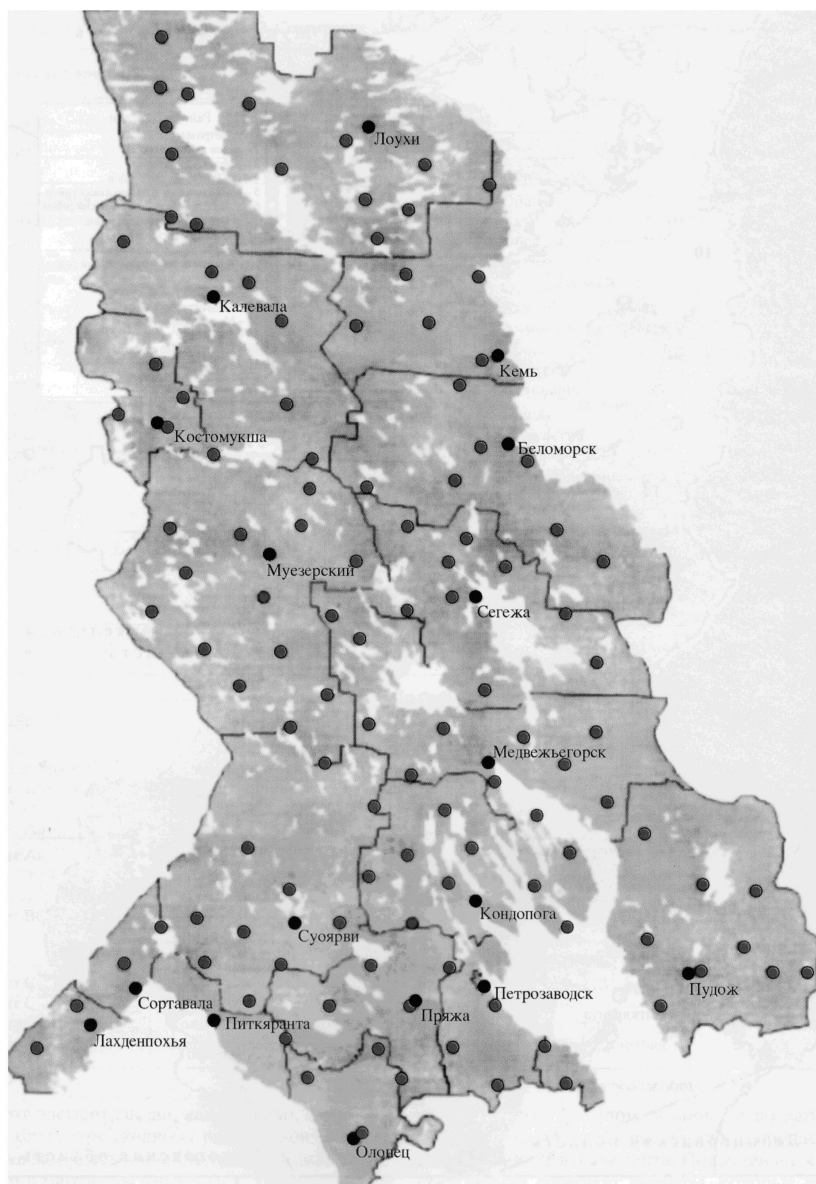 Лоухи
Калевала
Кемь
Костомукша
Беломорск
Муезерский
Сегежа
Медвежьегорск
Кондопога
Суоярви
Пудож
Петрозаводск
Сортавала
Пряжа
Питкяранта
Лахденпохья
Олонец